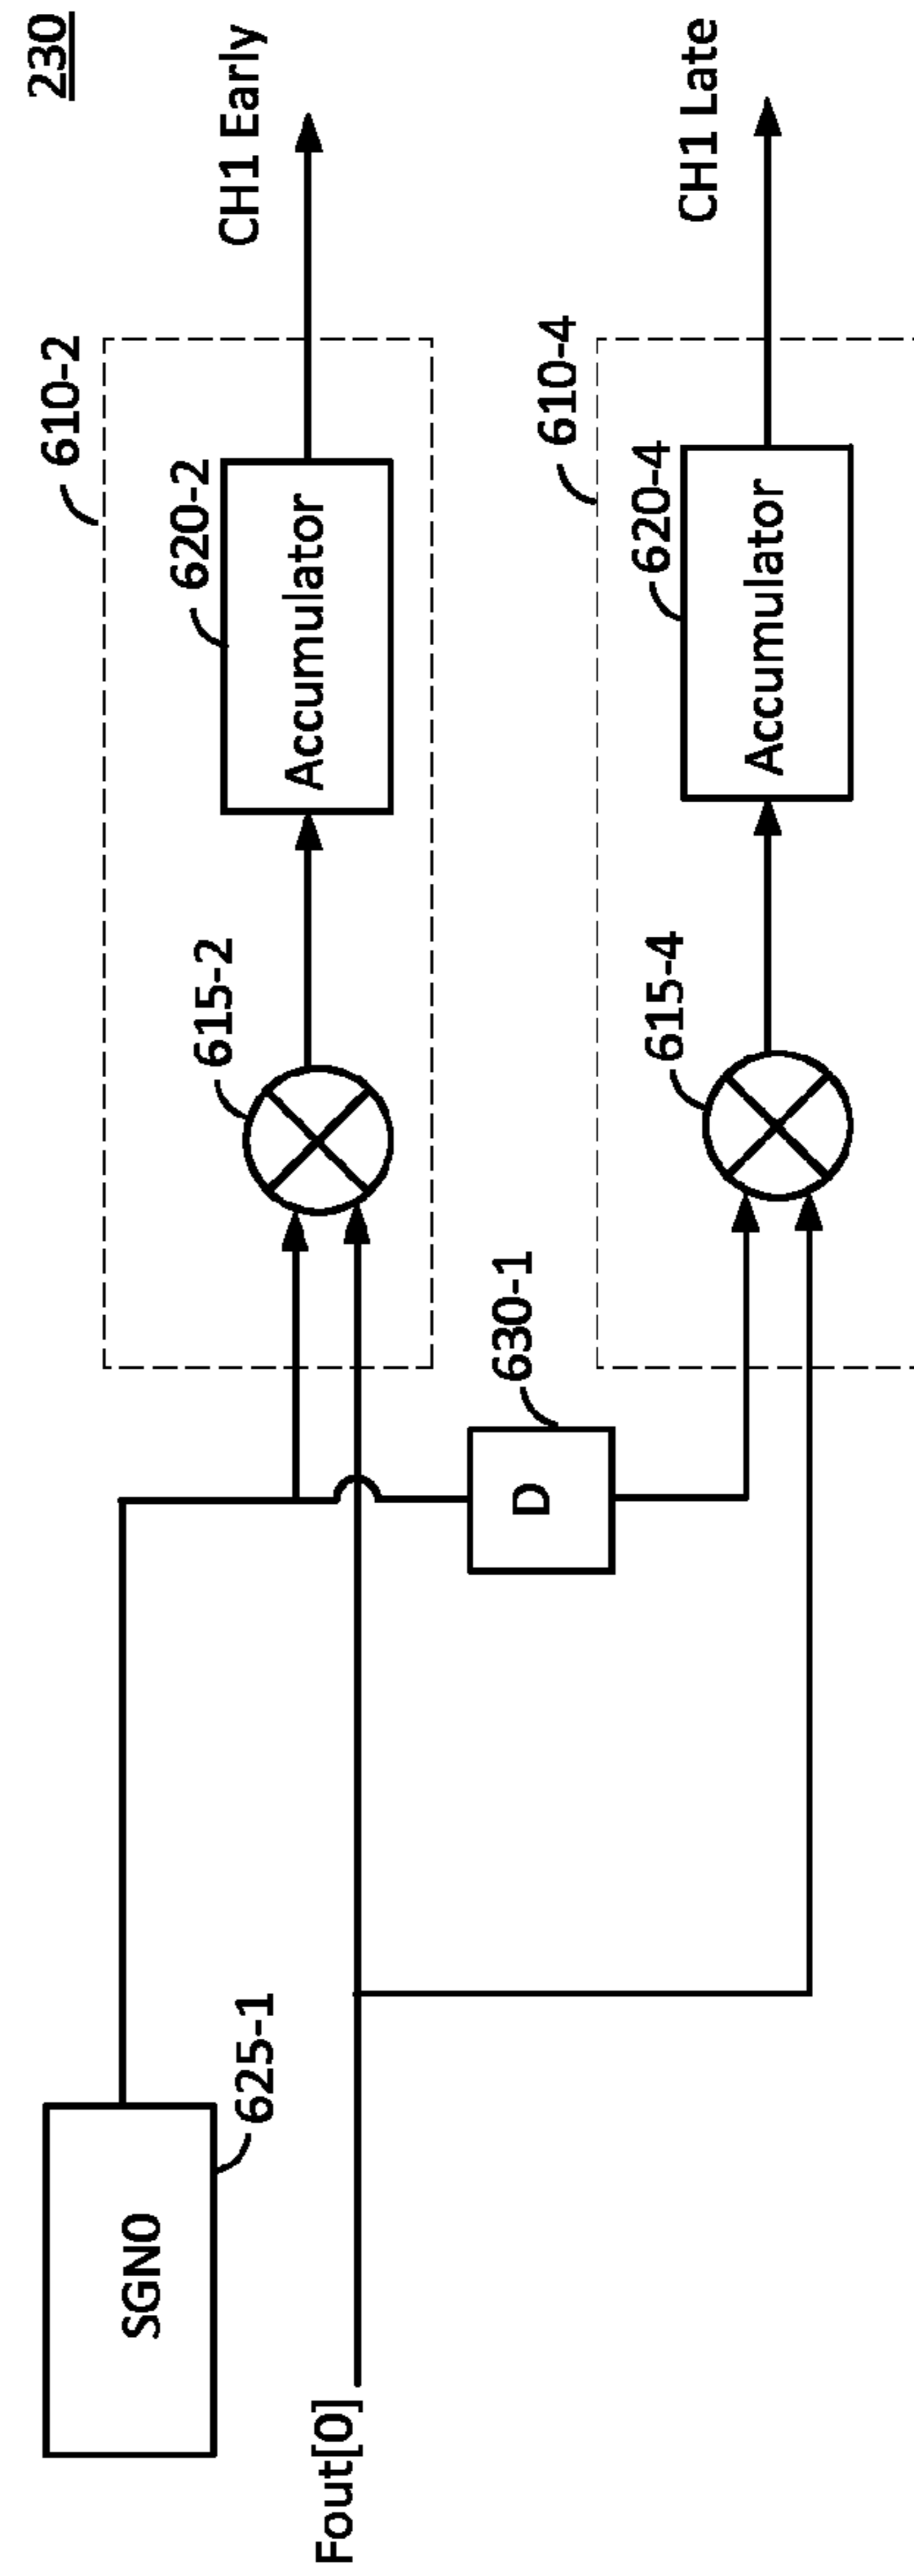 230
610-2
CH1 Early
620-2
Accumulator
615-2
SGN0
625-1
Fout[0]
630-1
D
610-4
CH1 Late
620-4
Accumulator
615-4